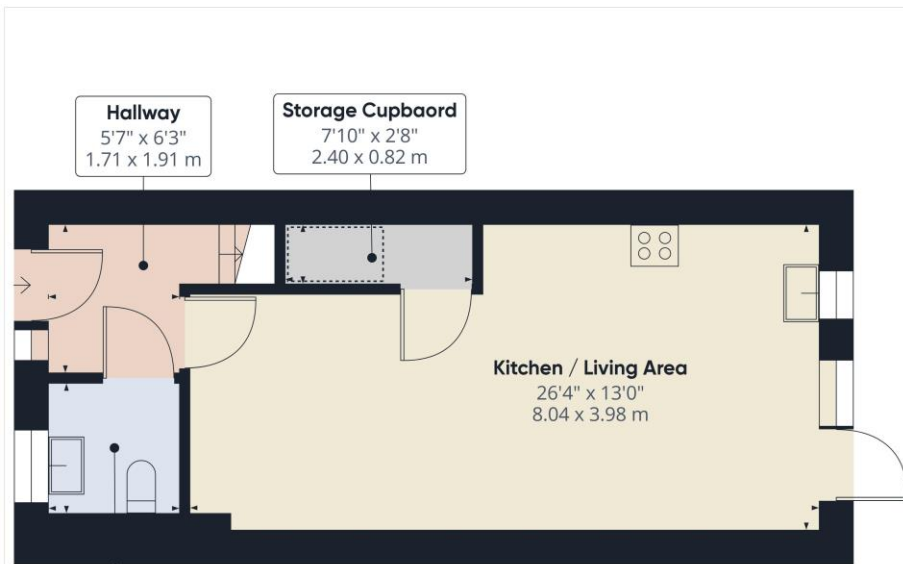 Hallway
5'7" x 6'3"
1.71 x 1.91 m
Storage Cupbaord
7'10" x 2'8"
2.40 x 0.82 m
Kitchen / Living Area
26'4" x 13'0"
8.04 x 3.98 m